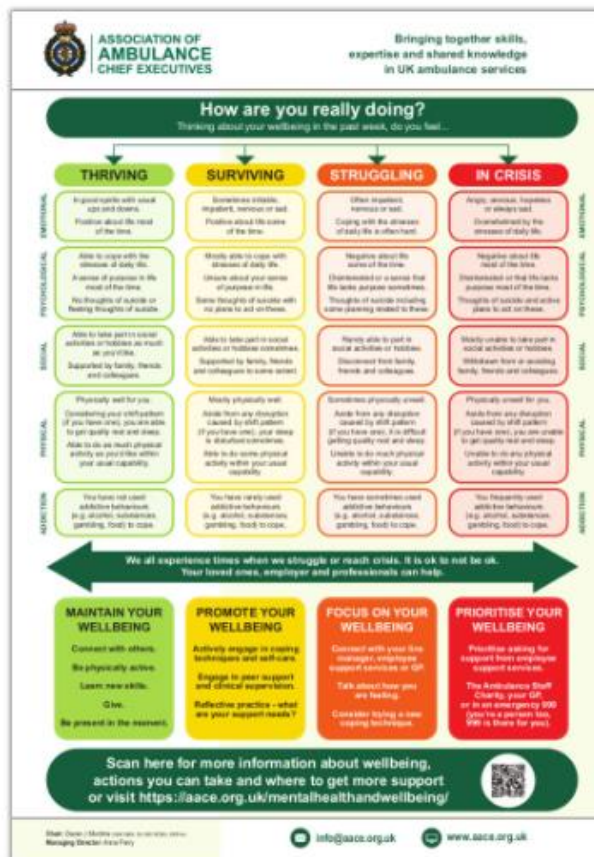 ASSOCIATION OF
AMBULANCE
CHIEF EXECUTIVES
Bringing together skills,
expertise and shared knowledge
in UK ambulance services
How are you really doing?
Thinking about your wellbeing in the past week, do you feel...
THRIVING
SURVIVING
STRUGGLING
IN CRISIS
EMOTIONAL
In good spirits with usual
ups and downs.
Positive about life most
of the time.
Sometimes irritable,
impatient, nervous or sad.
Positive about life some
of the time.
Often impatient,
nervous or sad.
Coping with the stresses
of daily life is often hard.
Angry, anxious, hopeless
or always sad.
Overwhelmed by the
stresses of daily life.
EMOTIONAL
PSYCHOLOGICAL
Able to cope with the
stresses of daily life.
A sense of purpose in life
most of the time.
No thoughts of suicide or
fleeting thoughts of suicide.
Mostly able to cope with
stresses of daily life.
Unsure about your sense
of purpose in life.
Some thoughts of suicide with
no plans to act on these.
Negative about life
some of the time.
Disinterested or a sense that
life lacks purpose sometimes.
Thoughts of suicide including
some planning related to these.
Negative about life
most of the time.
Disinterested or that life lacks
purpose most of the time.
Thoughts of suicide and active
plans to act on these.
PSYCHOLOGICAL
SOCIAL
Able to take part in social
activities or hobbies as much
as you'd like.
Supported by family, friends
and colleagues.
Able to take part in social
activities or hobbies sometimes.
Supported by family, friends
and colleagues to some extent.
Rarely able to take part in
social activities or hobbies.
Disconnect from family,
friends and colleagues.
Mostly unable to take part in
social activities or hobbies.
Withdrawn from or avoiding
family, friends and colleagues.
SOCIAL
PHYSICAL
Physically well for you.
Considering your shift pattern
(if you have one), you are able
to get quality rest and sleep.
Able to do as much physical
activity as you'd like within
your usual capability.
Mostly physically well.
Aside from any disruption
caused by shift pattern
(if you have one), your sleep
is disturbed sometimes.
Able to do some physical
activity within your usual
capability.
Sometimes physically unwell.
Aside from any disruption
caused by shift pattern
(if you have one), it is difficult
getting quality rest and sleep.
Unable to do much physical
activity within your usual
capability.
Physically unwell for you.
Aside from any disruption
caused by shift pattern
(if you have one), you are unable
to get quality rest and sleep.
Unable to do any physical
activity within your usual
capability.
PHYSICAL
ADDICTION
You have not used
addictive behaviours
(e.g. alcohol, substances,
gambling, food) to cope.
You have rarely used
addictive behaviours
(e.g. alcohol, substances,
gambling, food) to cope.
You have sometimes used
addictive behaviours
(e.g. alcohol, substances,
gambling, food) to cope.
You frequently used
addictive behaviours
(e.g. alcohol, substances,
gambling, food) to cope.
ADDICTION
We all experience times when we struggle or reach crisis. It is ok to not be ok.
Your loved ones, employer and professionals can help.
MAINTAIN YOUR
WELLBEING
Connect with others.
Be physically active.
Learn new skills.
Give.
Be present in the moment.
PROMOTE YOUR
WELLBEING
Actively engage in coping
techniques and self-care.
Engage in peer support
and clinical supervision.
Reflective practice - what
are your support needs?
FOCUS ON YOUR
WELLBEING
Connect with your line
manager, employee
support services or GP.
Talk about how you
are feeling.
Consider trying a new
coping technique.
PRIORITISE YOUR
WELLBEING
Prioritise asking for
support from employee
support services.
The Ambulance Staff
Charity, your GP,
or in an emergency 999
(you're a person too,
999 is there for you).
Scan here for more information about wellbeing,
actions you can take and where to get more support
or visit https://aace.org.uk/mentalhealthandwellbeing/
Managing Director
info@aace.org.uk
www.aace.org.uk